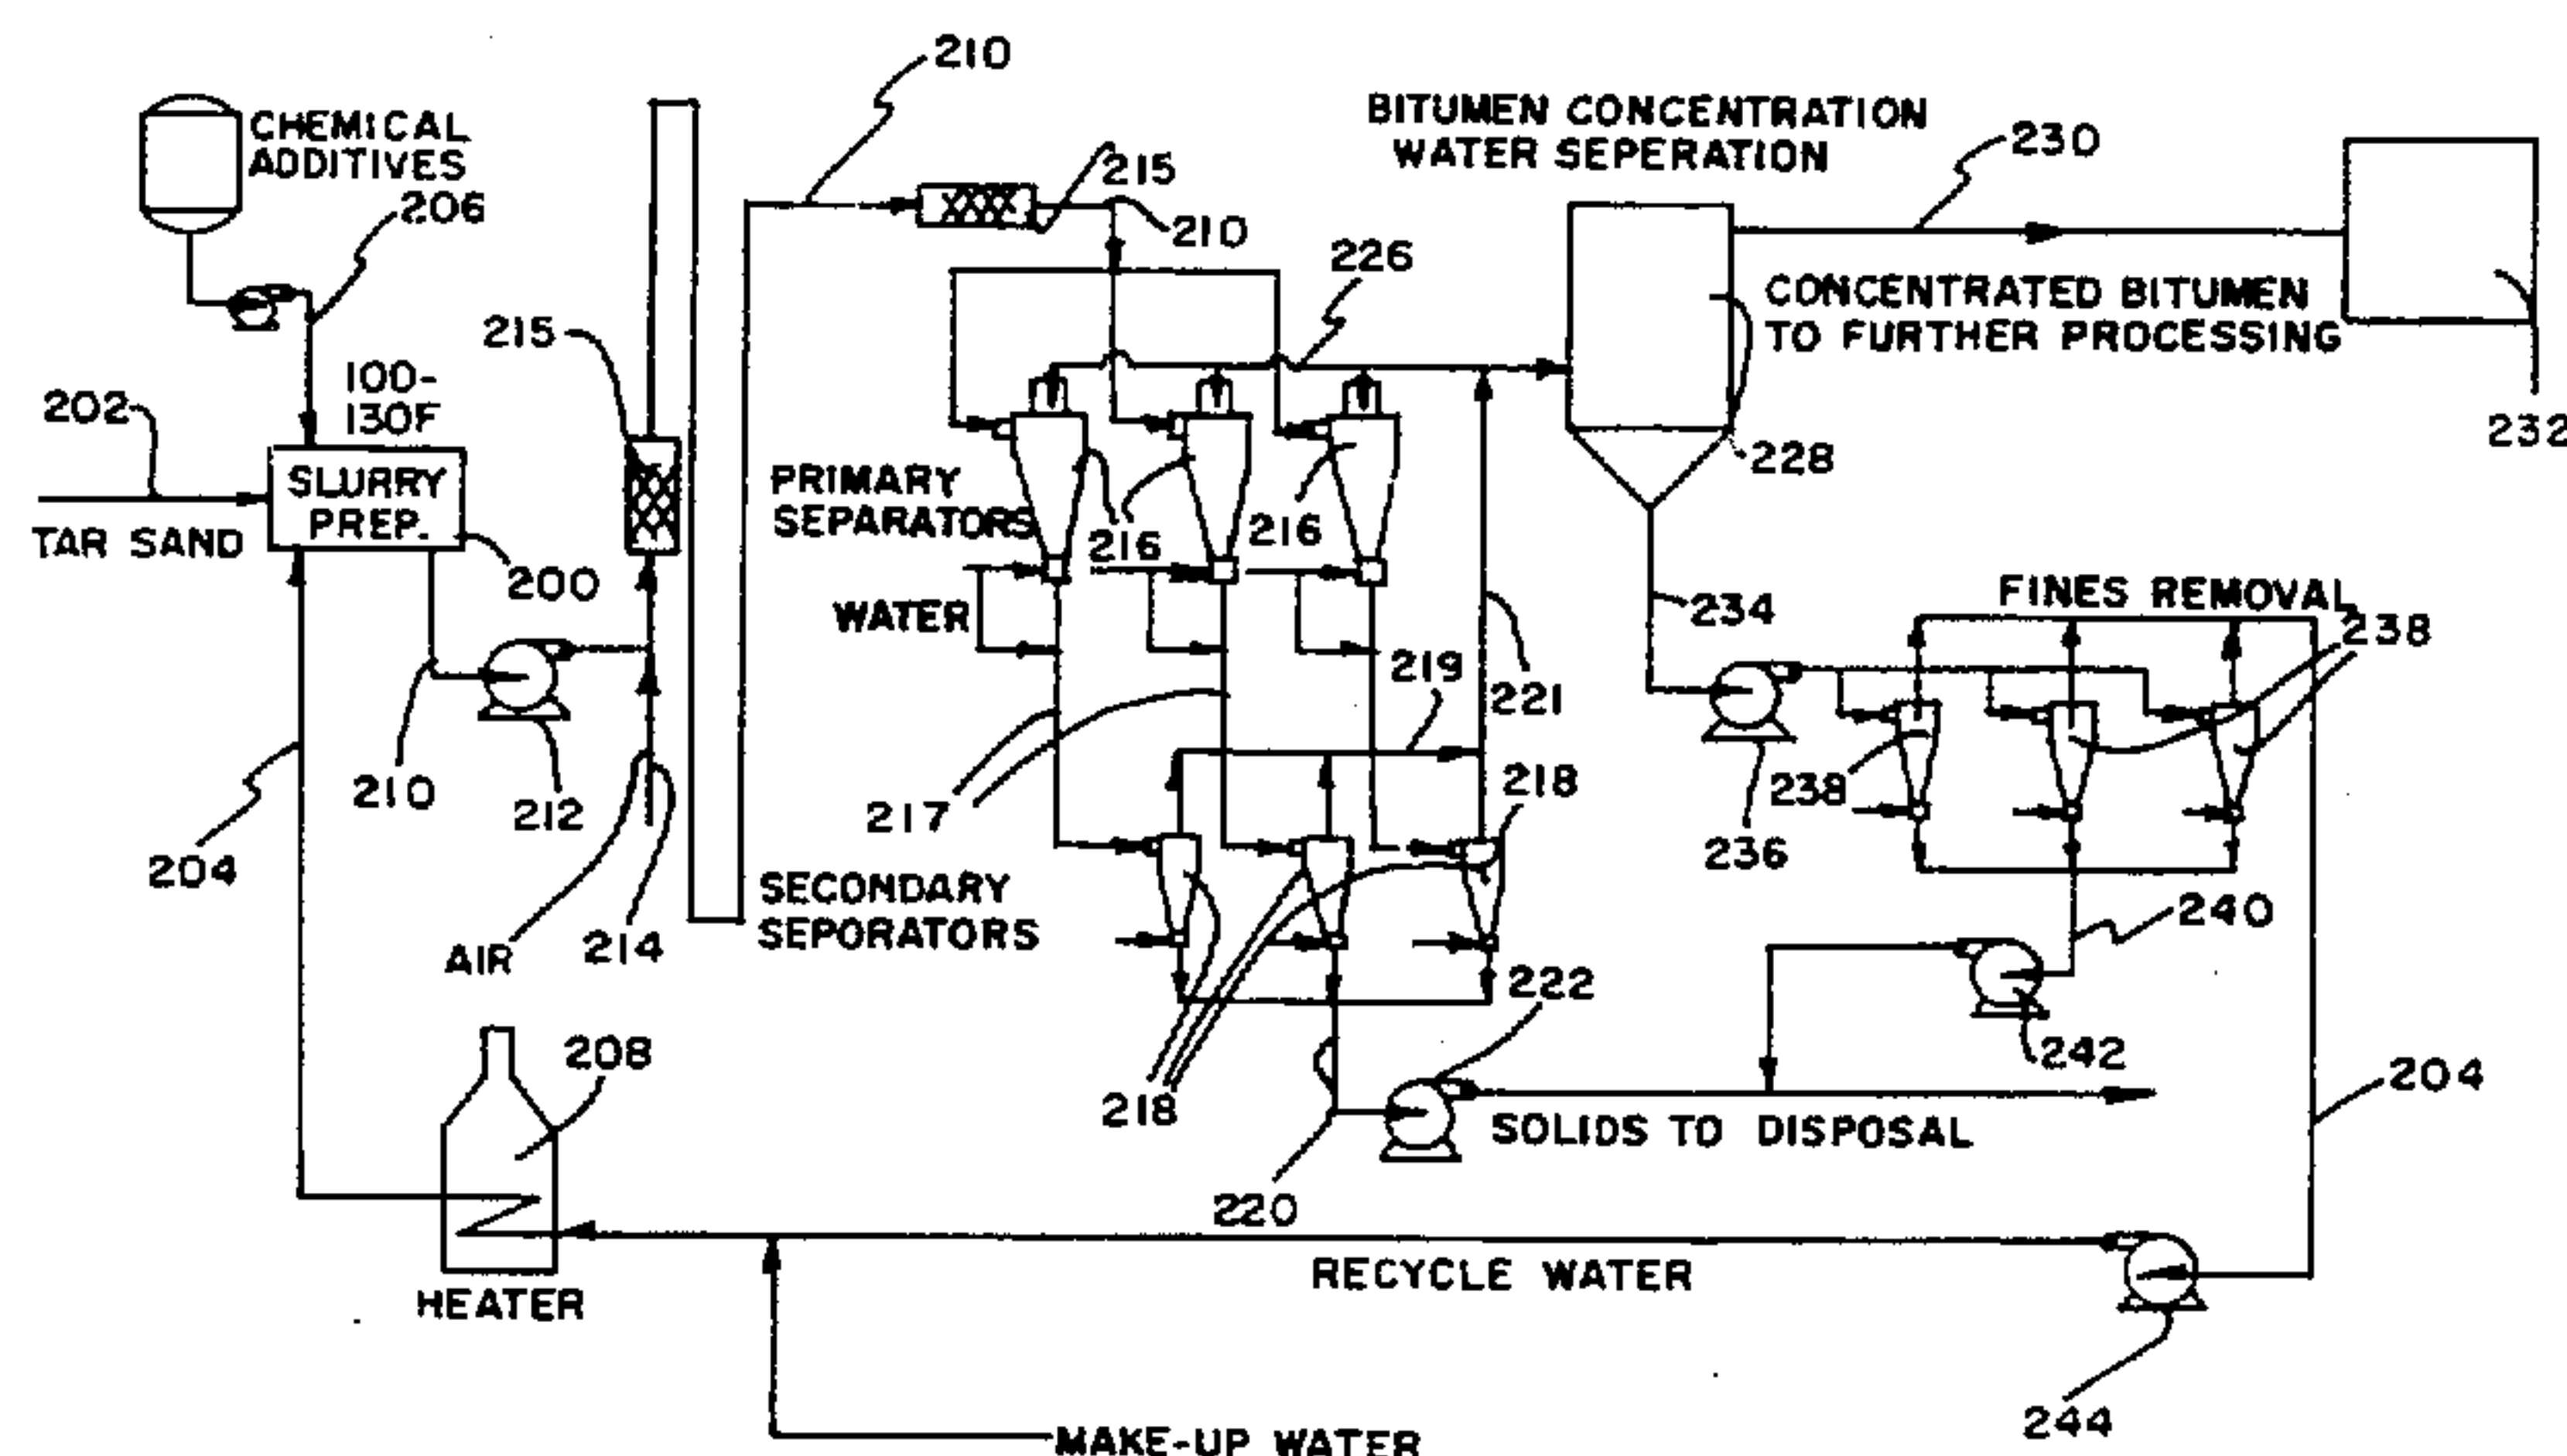 210
CHEMICAL
ADDITIVES
206
BITUMEN CONCENTRATION
WATER SEPERATION
230
215
210
226
215
100-
130F
202
TAR SAND
SLURRY
PREP.
200
CONCENTRATED BITUMEN
TO FURTHER PROCESSING
232
228
PRIMARY
SEPARATORS
216
216
WATER
234
FINES REMOVAL
238
219
221
210
212
204
217
218
238
236
SECONDARY
SEPORATORS
AIR
214
240
222
242
208
218
204
SOLIDS TO DISPOSAL
220
RECYCLE WATER
HEATER
244
MAKE-UP WATER